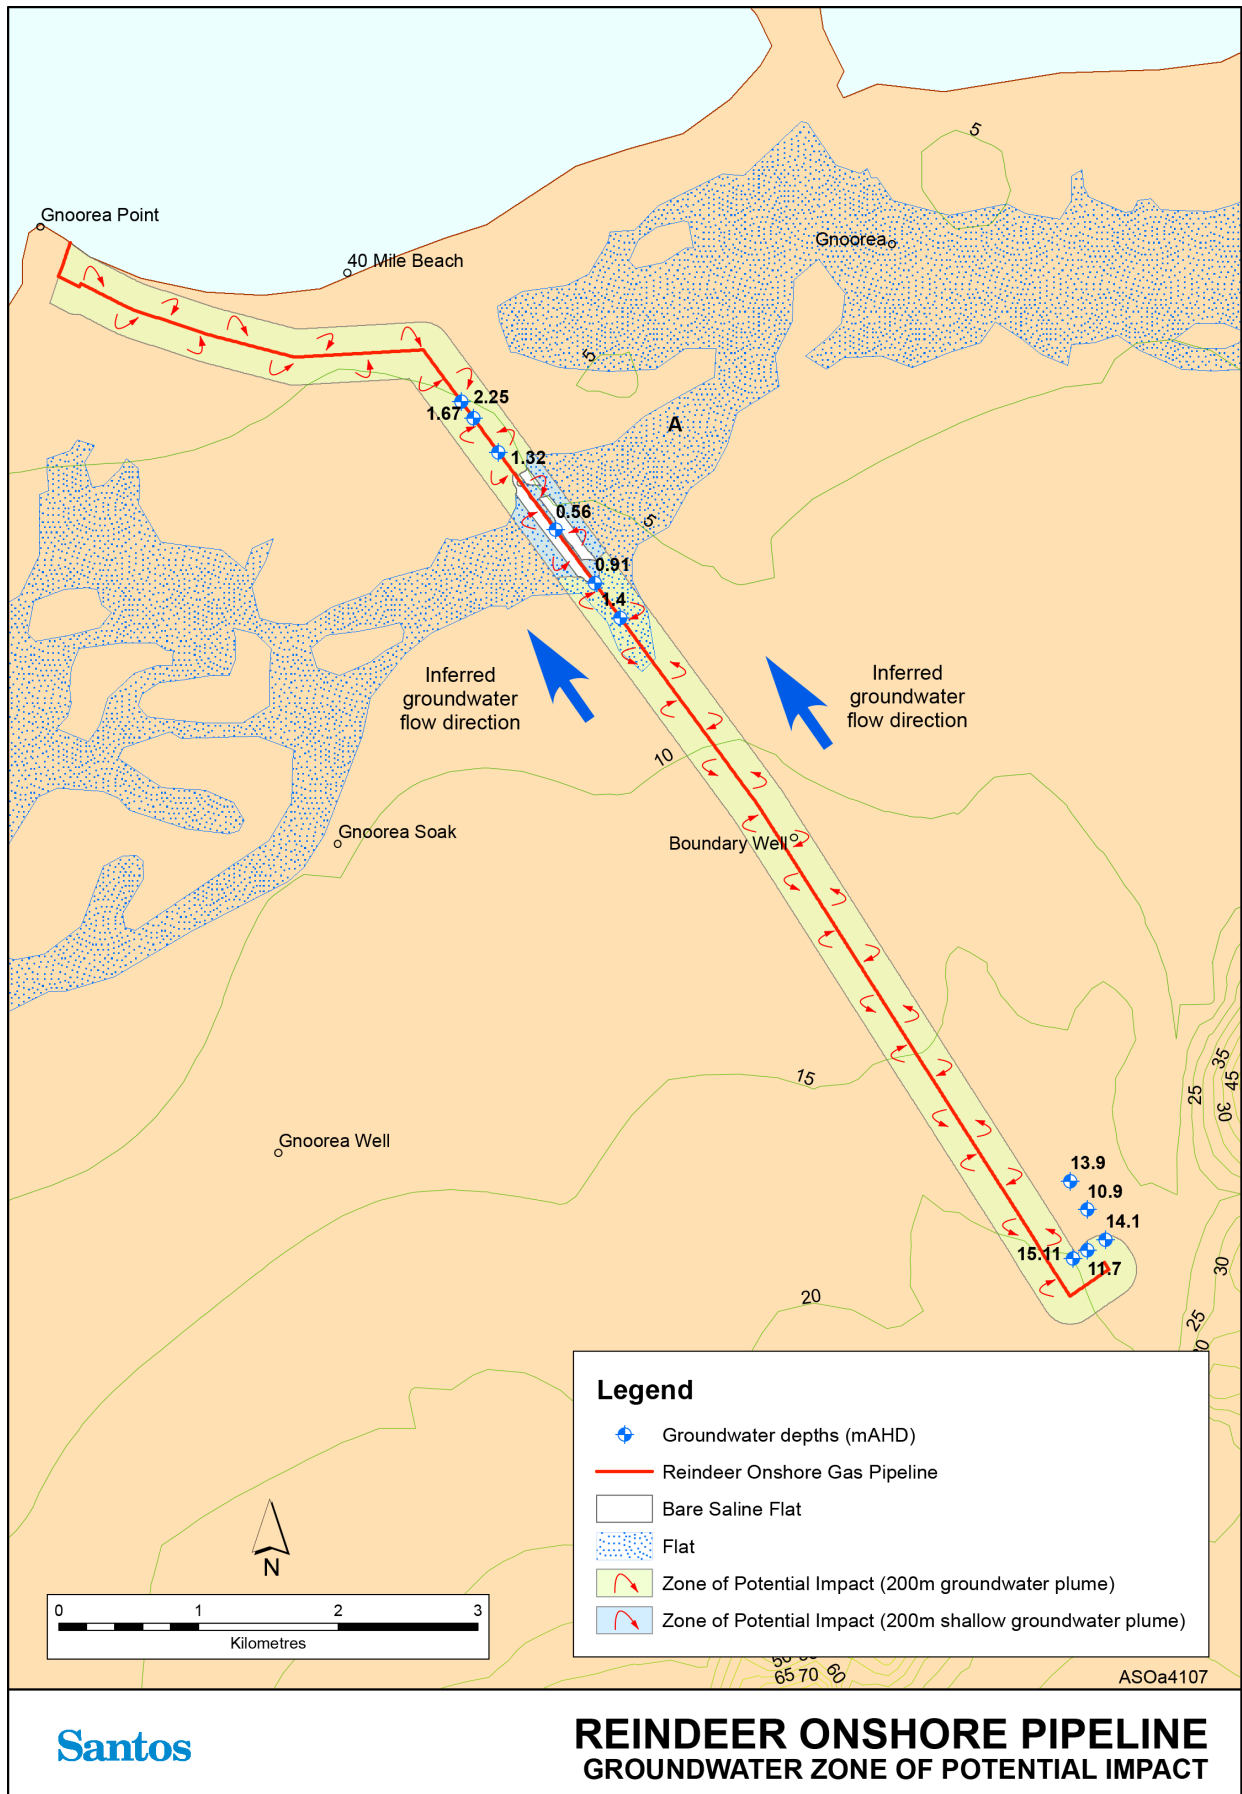 5
Gnoorea Point
Gnoorea
40 Mile Beach
5
2.25
1.67
A
1.32
0.56
5
0.91
1.4
Inferred
groundwater
flow direction
Inferred
groundwater
flow direction
10
Gnoorea Soak
Boundary Well
15
35
45
25
30
Gnoorea Well
13.9
10.9
14.1
15.11
11.7
30
20
25
Legend
Groundwater depths (mAHD)
Reindeer Onshore Gas Pipeline
Bare Saline Flat
Flat
Zone of Potential Impact (200m groundwater plume)
Zone of Potential Impact (200m shallow groundwater plume)
N
0 1 2 3
Kilometres
65 70 60
ASOa4107
Santos
REINDEER ONSHORE PIPELINE
GROUNDWATER ZONE OF POTENTIAL IMPACT